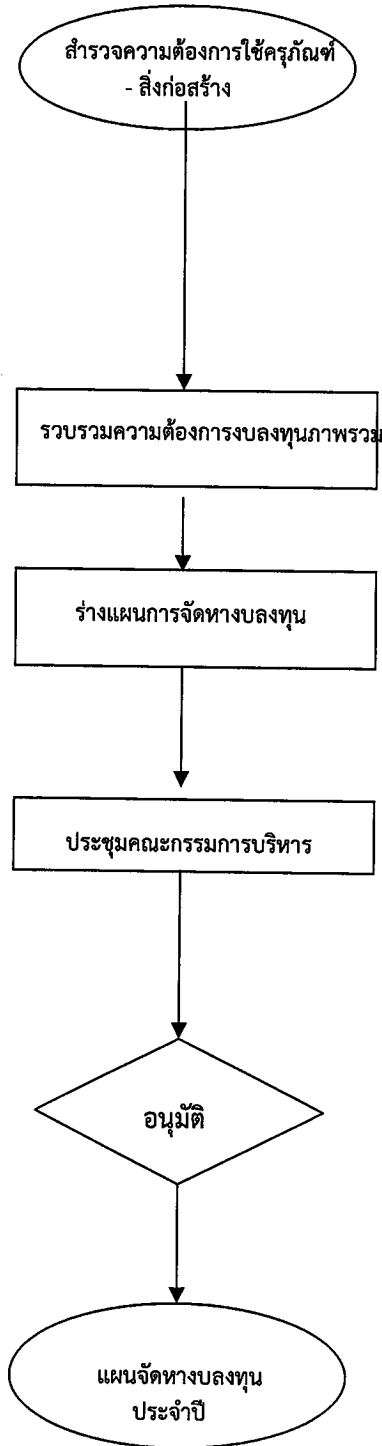 สำรวจความต้องการใช้ครุภัณฑ์
- สิ่งก่อสร้าง
รวบรวมความต้องการงบลงทุนภาพรวม
ร่างแผนการจัดหางบลงทุน
ประชุมคณะกรรมการบริหาร
อนุมัติ
แผนจัดหางบลงทุน
ประจำปี